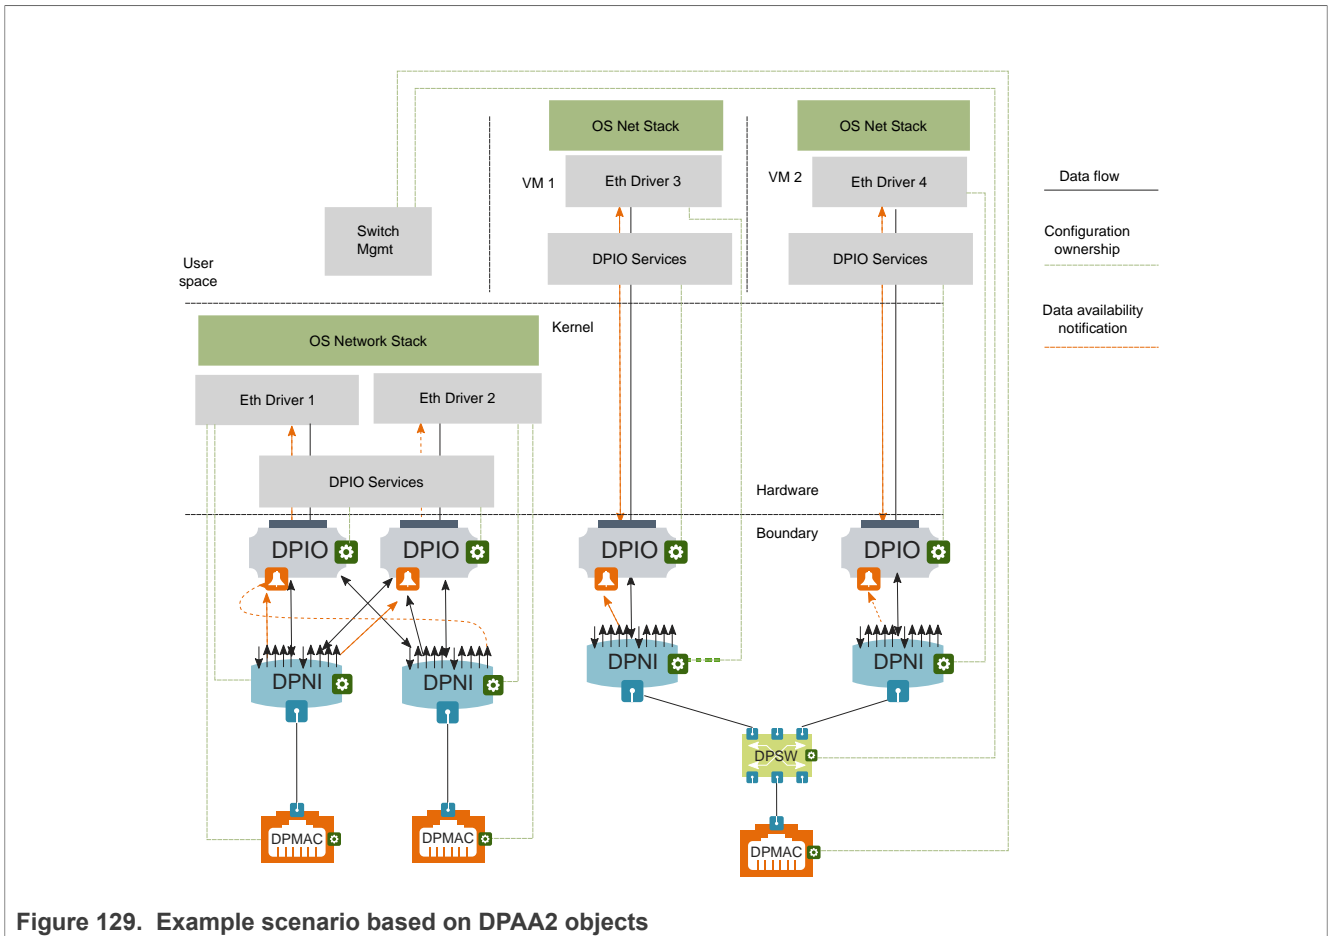 OS Net Stack
OS Net Stack
VM 1
Eth Driver 3
VM 2
Eth Driver 4
Data flow
Switch
Mgmt
Configuration
ownership
User
space
DPIO Services
DPIO Services
Data availability
notification
Kernel
OS Network Stack
Eth Driver 1
Eth Driver 2
DPIO Services
Hardware
Boundary
DPIO
DPIO
DPIO
DPIO
DPNI
DPNI
DPNI
DPNI
DPSW
DPMAC
DPMAC
DPMAC
Figure 129. Example scenario based on DPAA2 objects